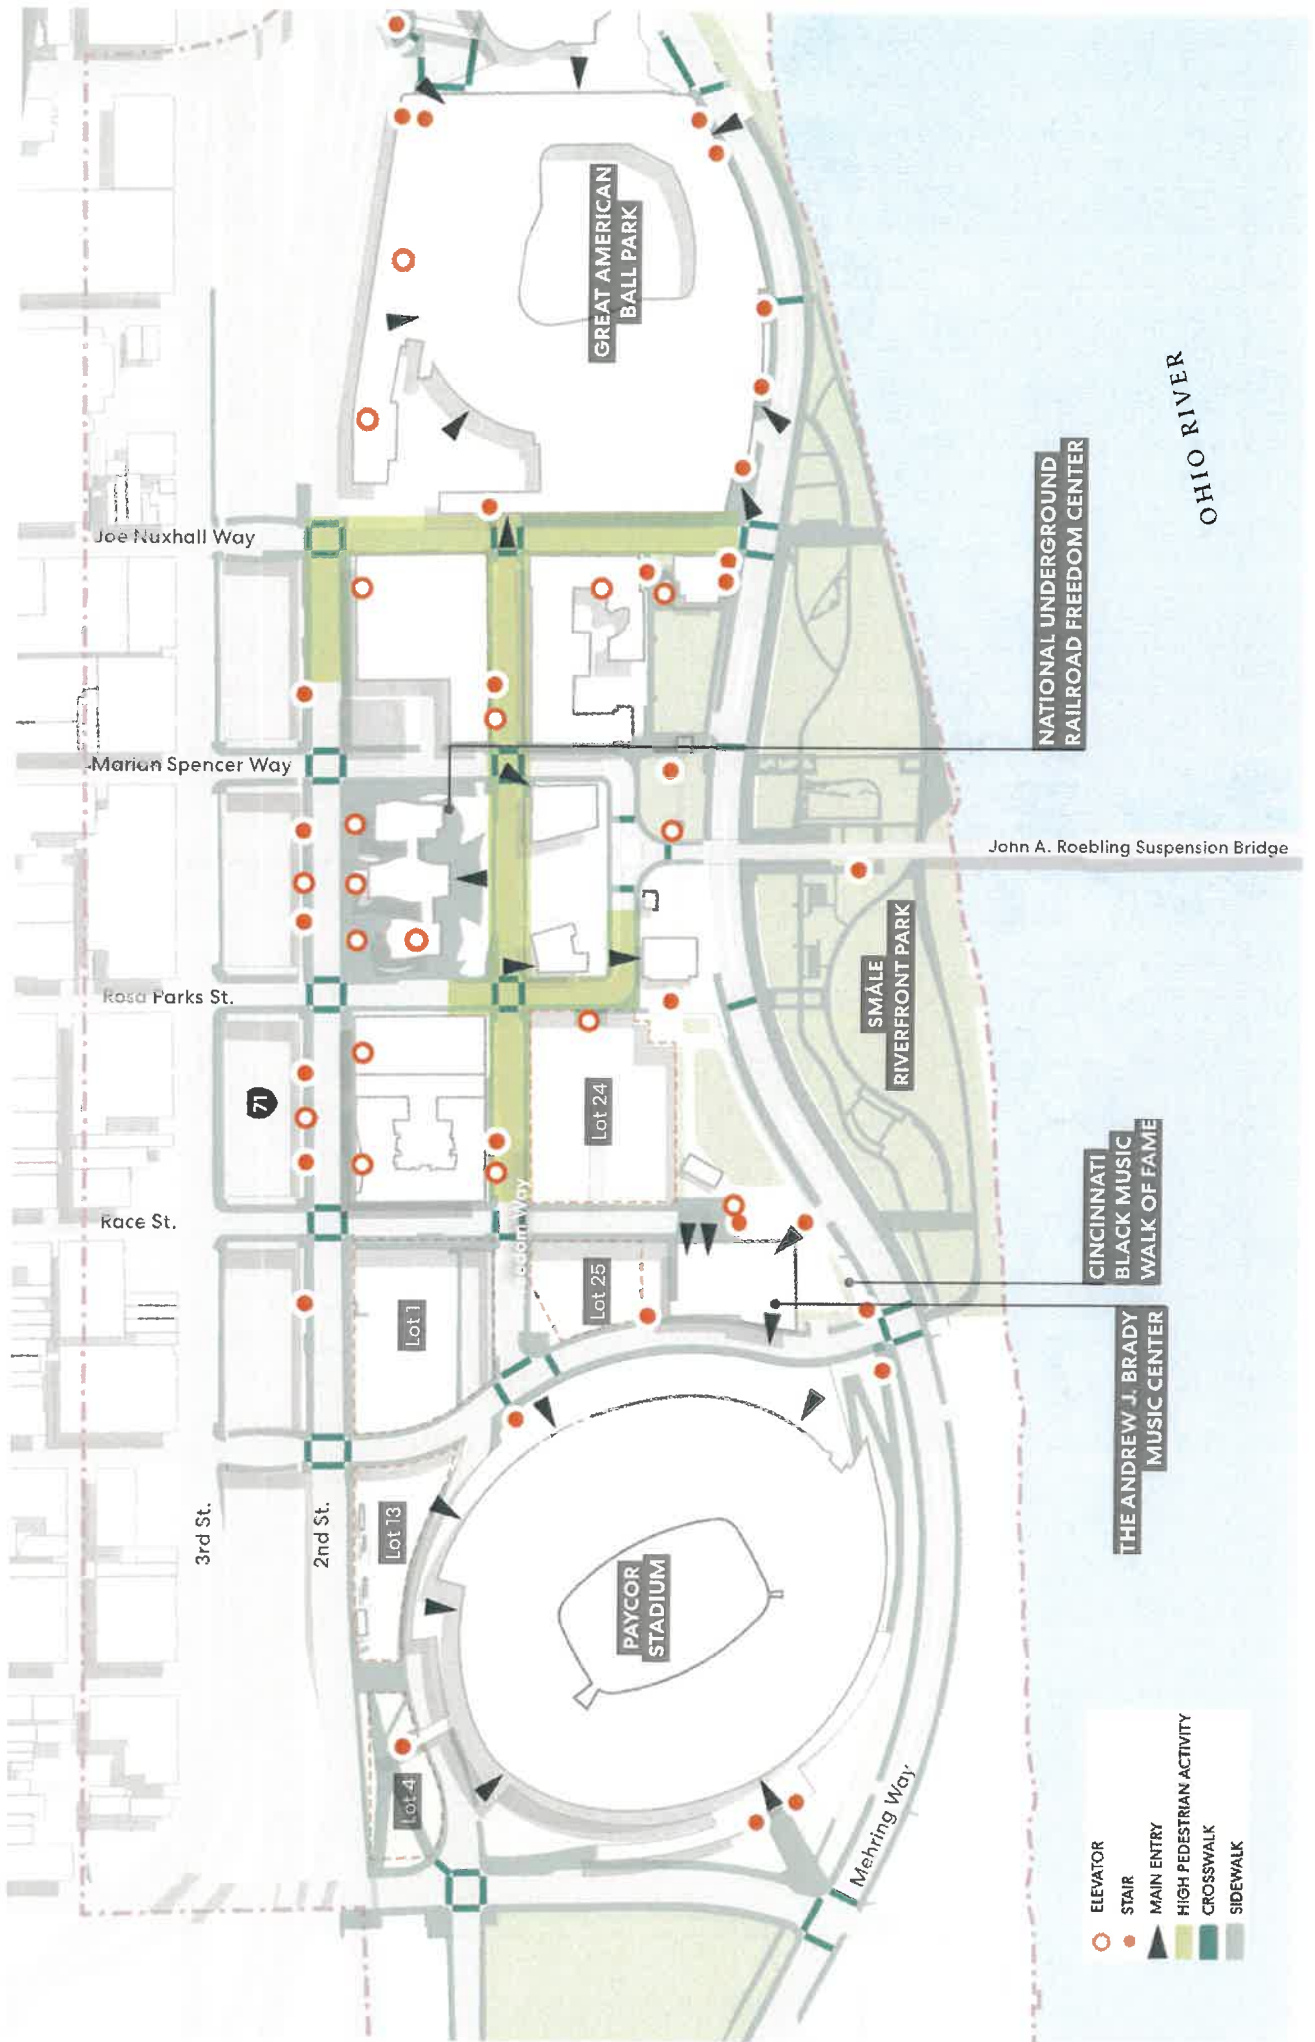 GREAT AMERICAN
BALL PARK
Joe Nuxhall Way
Marian Spencer Way
Rosa Parks St.
Race St.
3rd St.
2nd St.
71
NATIONAL UNDERGROUND
RAILROAD FREEDOM CENTER
OHIO RIVER
John A. Roebling Suspension Bridge
SMALE
RIVERFRONT PARK
Lot 24
Lot 25
Lot 1
Lot 13
Lot 4
CINCINNATI
BLACK MUSIC
WALK OF FAME
THE ANDREW J. BRADY
MUSIC CENTER
PAYCOR
STADIUM
Mehring Way
ELEVATOR
STAIR
MAIN ENTRY
HIGH PEDESTRIAN ACTIVITY
CROSSWALK
SIDEWALK